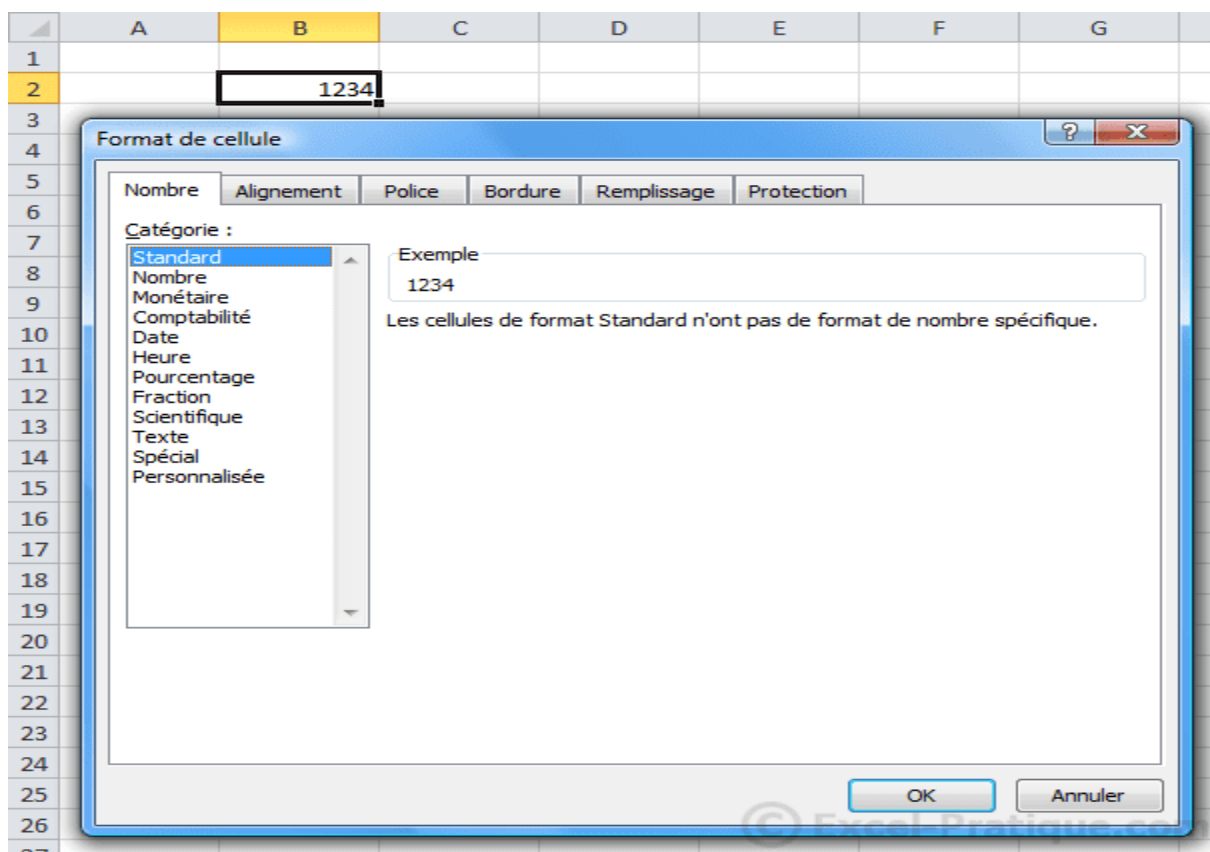 A B C D E F G
1
2 1234
3
Format de cellule
4
5
Nombre Alignement Police Bordure Remplissage Protection
6
Catégorie :
7
Standard
Exemple
8
Nombre
1234
9
Monétaire
Comptabilité
Les cellules de format Standard n'ont pas de format de nombre spécifique.
10
Date
11
Heure
Pourcentage
12
Fraction
13
Scientifique
Texte
14
Spécial
15
Personnalisée
16
17
18
19
20
21
22
23
24
25
OK Annuler
26
© Excel-Pratique.com
27